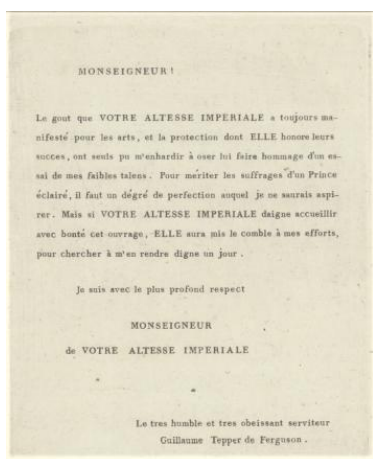 MONSEIGNEUR!
Le gout que VOTRE ALTESSE IMPERIALE a toujours ma-
nifesté pour les arts, et la protection dont ELLE honore leurs
succes, ont seuls pu m'enhardir à oser lui faire hommage d'un es-
sai de mes faibles talens. Pour mériter les suffrages d'un Prince
éclairé, il faut un dégré de perfection auquel je ne saurais aspi-
rer. Mais si VOTRE ALTESSE IMPERIALE daigne accueillir
avec bonté cet ouvrage, ELLE aura mis le comble à mes efforts,
pour chercher à m'en rendre digne un jour.
Je suis avec le plus profond respect
MONSEIGNEUR
de VOTRE ALTESSE IMPERIALE
Le tres humble et tres obeissant serviteur
Guillaume Tepper de Ferguson.